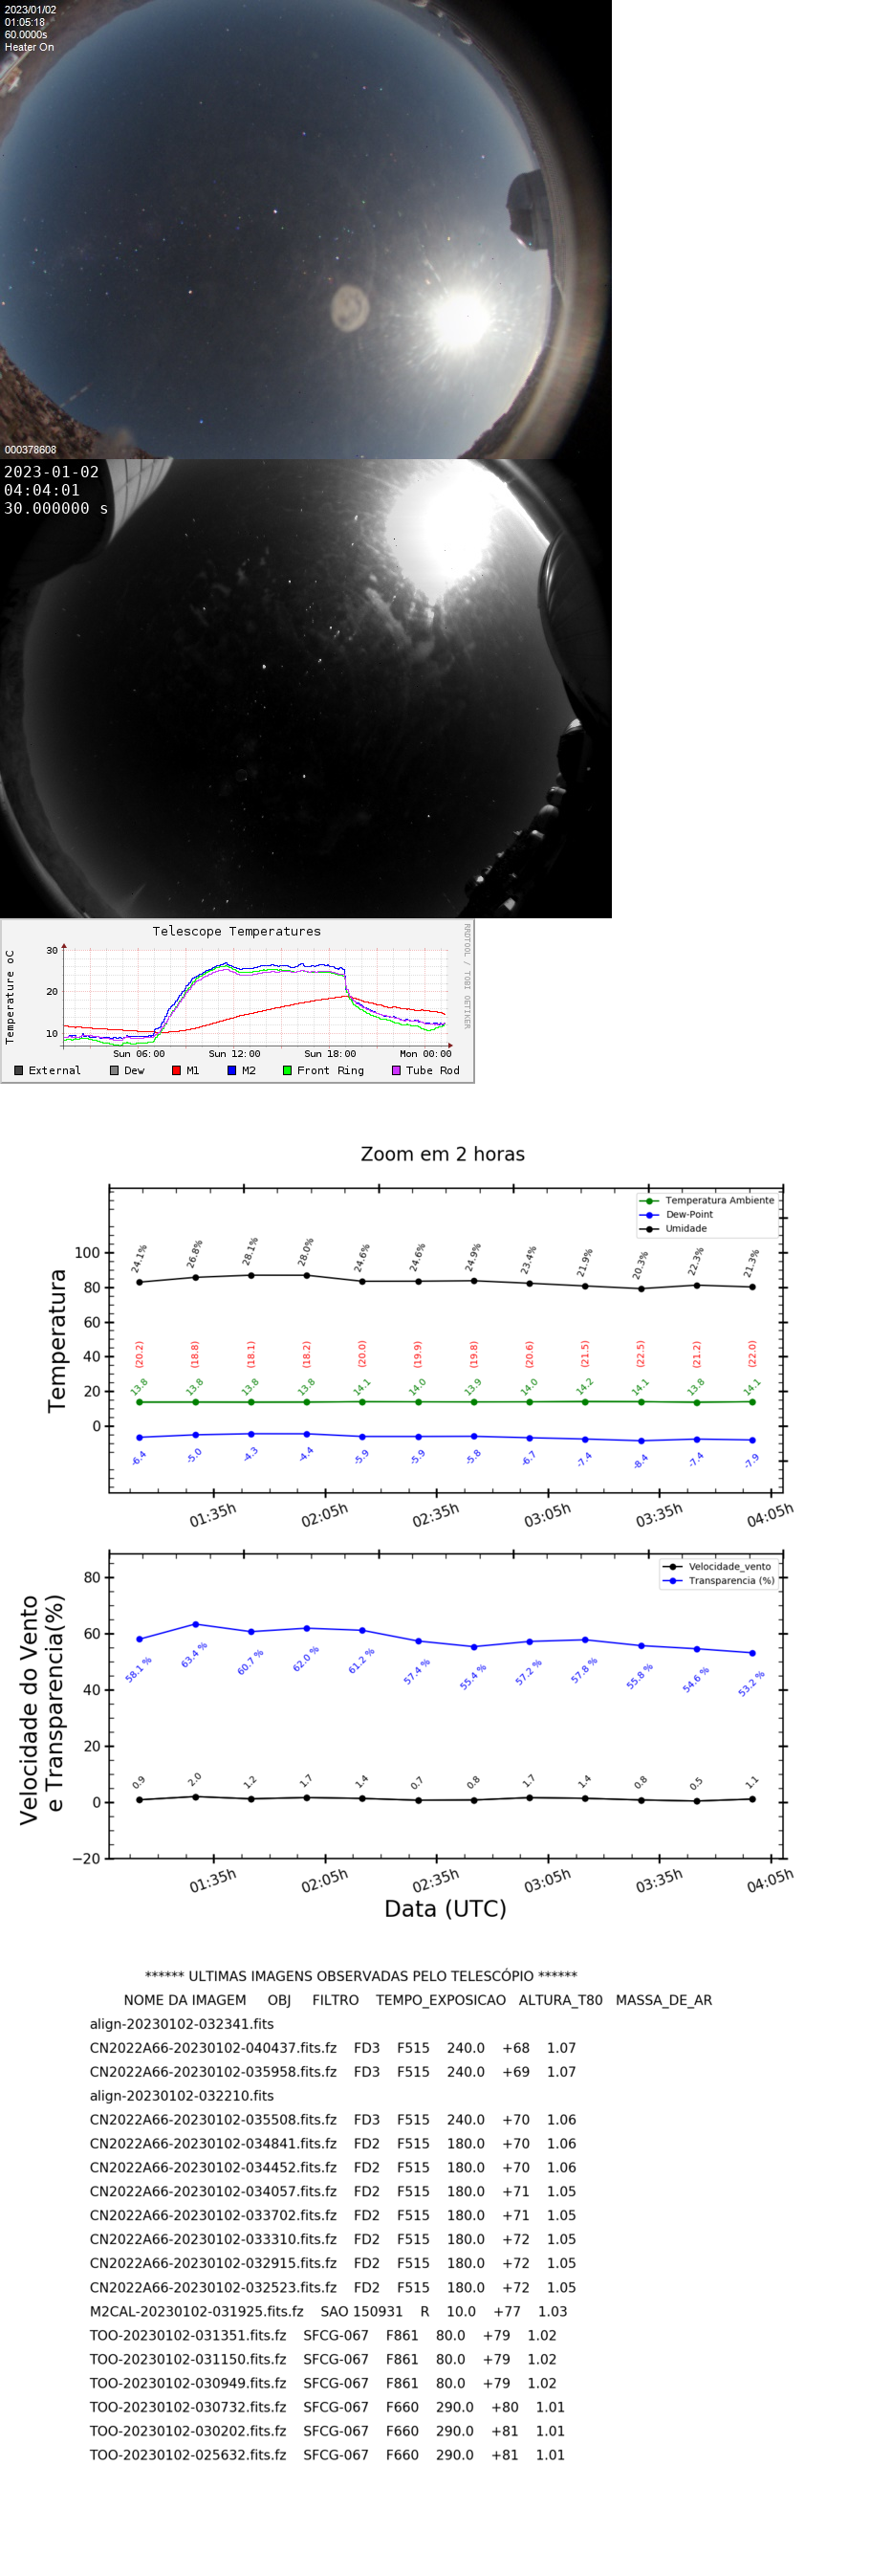 2023/01/02
01:05:18
60.0000s
Heater On
000378608
2023-01-02
04:04:01
30.000000 s
Telescope Temperatures
RRDTOOL / TOBI OETIKER
Temperature oC
30
20
10
Sun 06:00 Sun 12:00 Sun 18:00 Mon 00:00
External Dew M1 M2 Front Ring Tube Rod
Zoom em 2 horas
Temperatura Ambiente
Dew-Point
Umidade
Temperatura
100
80
60
40
20
0
24.1% 26.8% 28.1% 28.0% 24.6% 24.6% 24.9% 23.4% 21.9% 20.3% 22.3% 21.3%
(20.2) (18.8) (18.1) (18.2) (20.0) (19.9) (19.8) (20.6) (21.5) (22.5) (21.2) (22.0)
13.8 13.8 13.8 13.8 14.1 14.0 13.9 14.0 14.2 14.1 13.8 14.1
-6.4 -5.0 -4.3 -4.4 -5.9 -5.9 -5.8 -6.7 -7.4 -8.4 -7.4 -7.9
01:35h 02:05h 02:35h 03:05h 03:35h 04:05h
Velocidade_vento
Transparencia (%)
Velocidade do Vento
e Transparencia(%)
80
60
40
20
0
−20
58.1 % 63.4 % 60.7 % 62.0 % 61.2 % 57.4 % 55.4 % 57.2 % 57.8 % 55.8 % 54.6 % 53.2 %
0.9 2.0 1.2 1.7 1.4 0.7 0.8 1.7 1.4 0.8 0.5 1.1
01:35h 02:05h 02:35h 03:05h 03:35h 04:05h
Data (UTC)
****** ULTIMAS IMAGENS OBSERVADAS PELO TELESCÓPIO ******
NOME DA IMAGEM OBJ FILTRO TEMPO_EXPOSICAO ALTURA_T80 MASSA_DE_AR
align-20230102-032341.fits
CN2022A66-20230102-040437.fits.fz FD3 F515 240.0 +68 1.07
CN2022A66-20230102-035958.fits.fz FD3 F515 240.0 +69 1.07
align-20230102-032210.fits
CN2022A66-20230102-035508.fits.fz FD3 F515 240.0 +70 1.06
CN2022A66-20230102-034841.fits.fz FD2 F515 180.0 +70 1.06
CN2022A66-20230102-034452.fits.fz FD2 F515 180.0 +70 1.06
CN2022A66-20230102-034057.fits.fz FD2 F515 180.0 +71 1.05
CN2022A66-20230102-033702.fits.fz FD2 F515 180.0 +71 1.05
CN2022A66-20230102-033310.fits.fz FD2 F515 180.0 +72 1.05
CN2022A66-20230102-032915.fits.fz FD2 F515 180.0 +72 1.05
CN2022A66-20230102-032523.fits.fz FD2 F515 180.0 +72 1.05
M2CAL-20230102-031925.fits.fz SAO 150931 R 10.0 +77 1.03
TOO-20230102-031351.fits.fz SFCG-067 F861 80.0 +79 1.02
TOO-20230102-031150.fits.fz SFCG-067 F861 80.0 +79 1.02
TOO-20230102-030949.fits.fz SFCG-067 F861 80.0 +79 1.02
TOO-20230102-030732.fits.fz SFCG-067 F660 290.0 +80 1.01
TOO-20230102-030202.fits.fz SFCG-067 F660 290.0 +81 1.01
TOO-20230102-025632.fits.fz SFCG-067 F660 290.0 +81 1.01